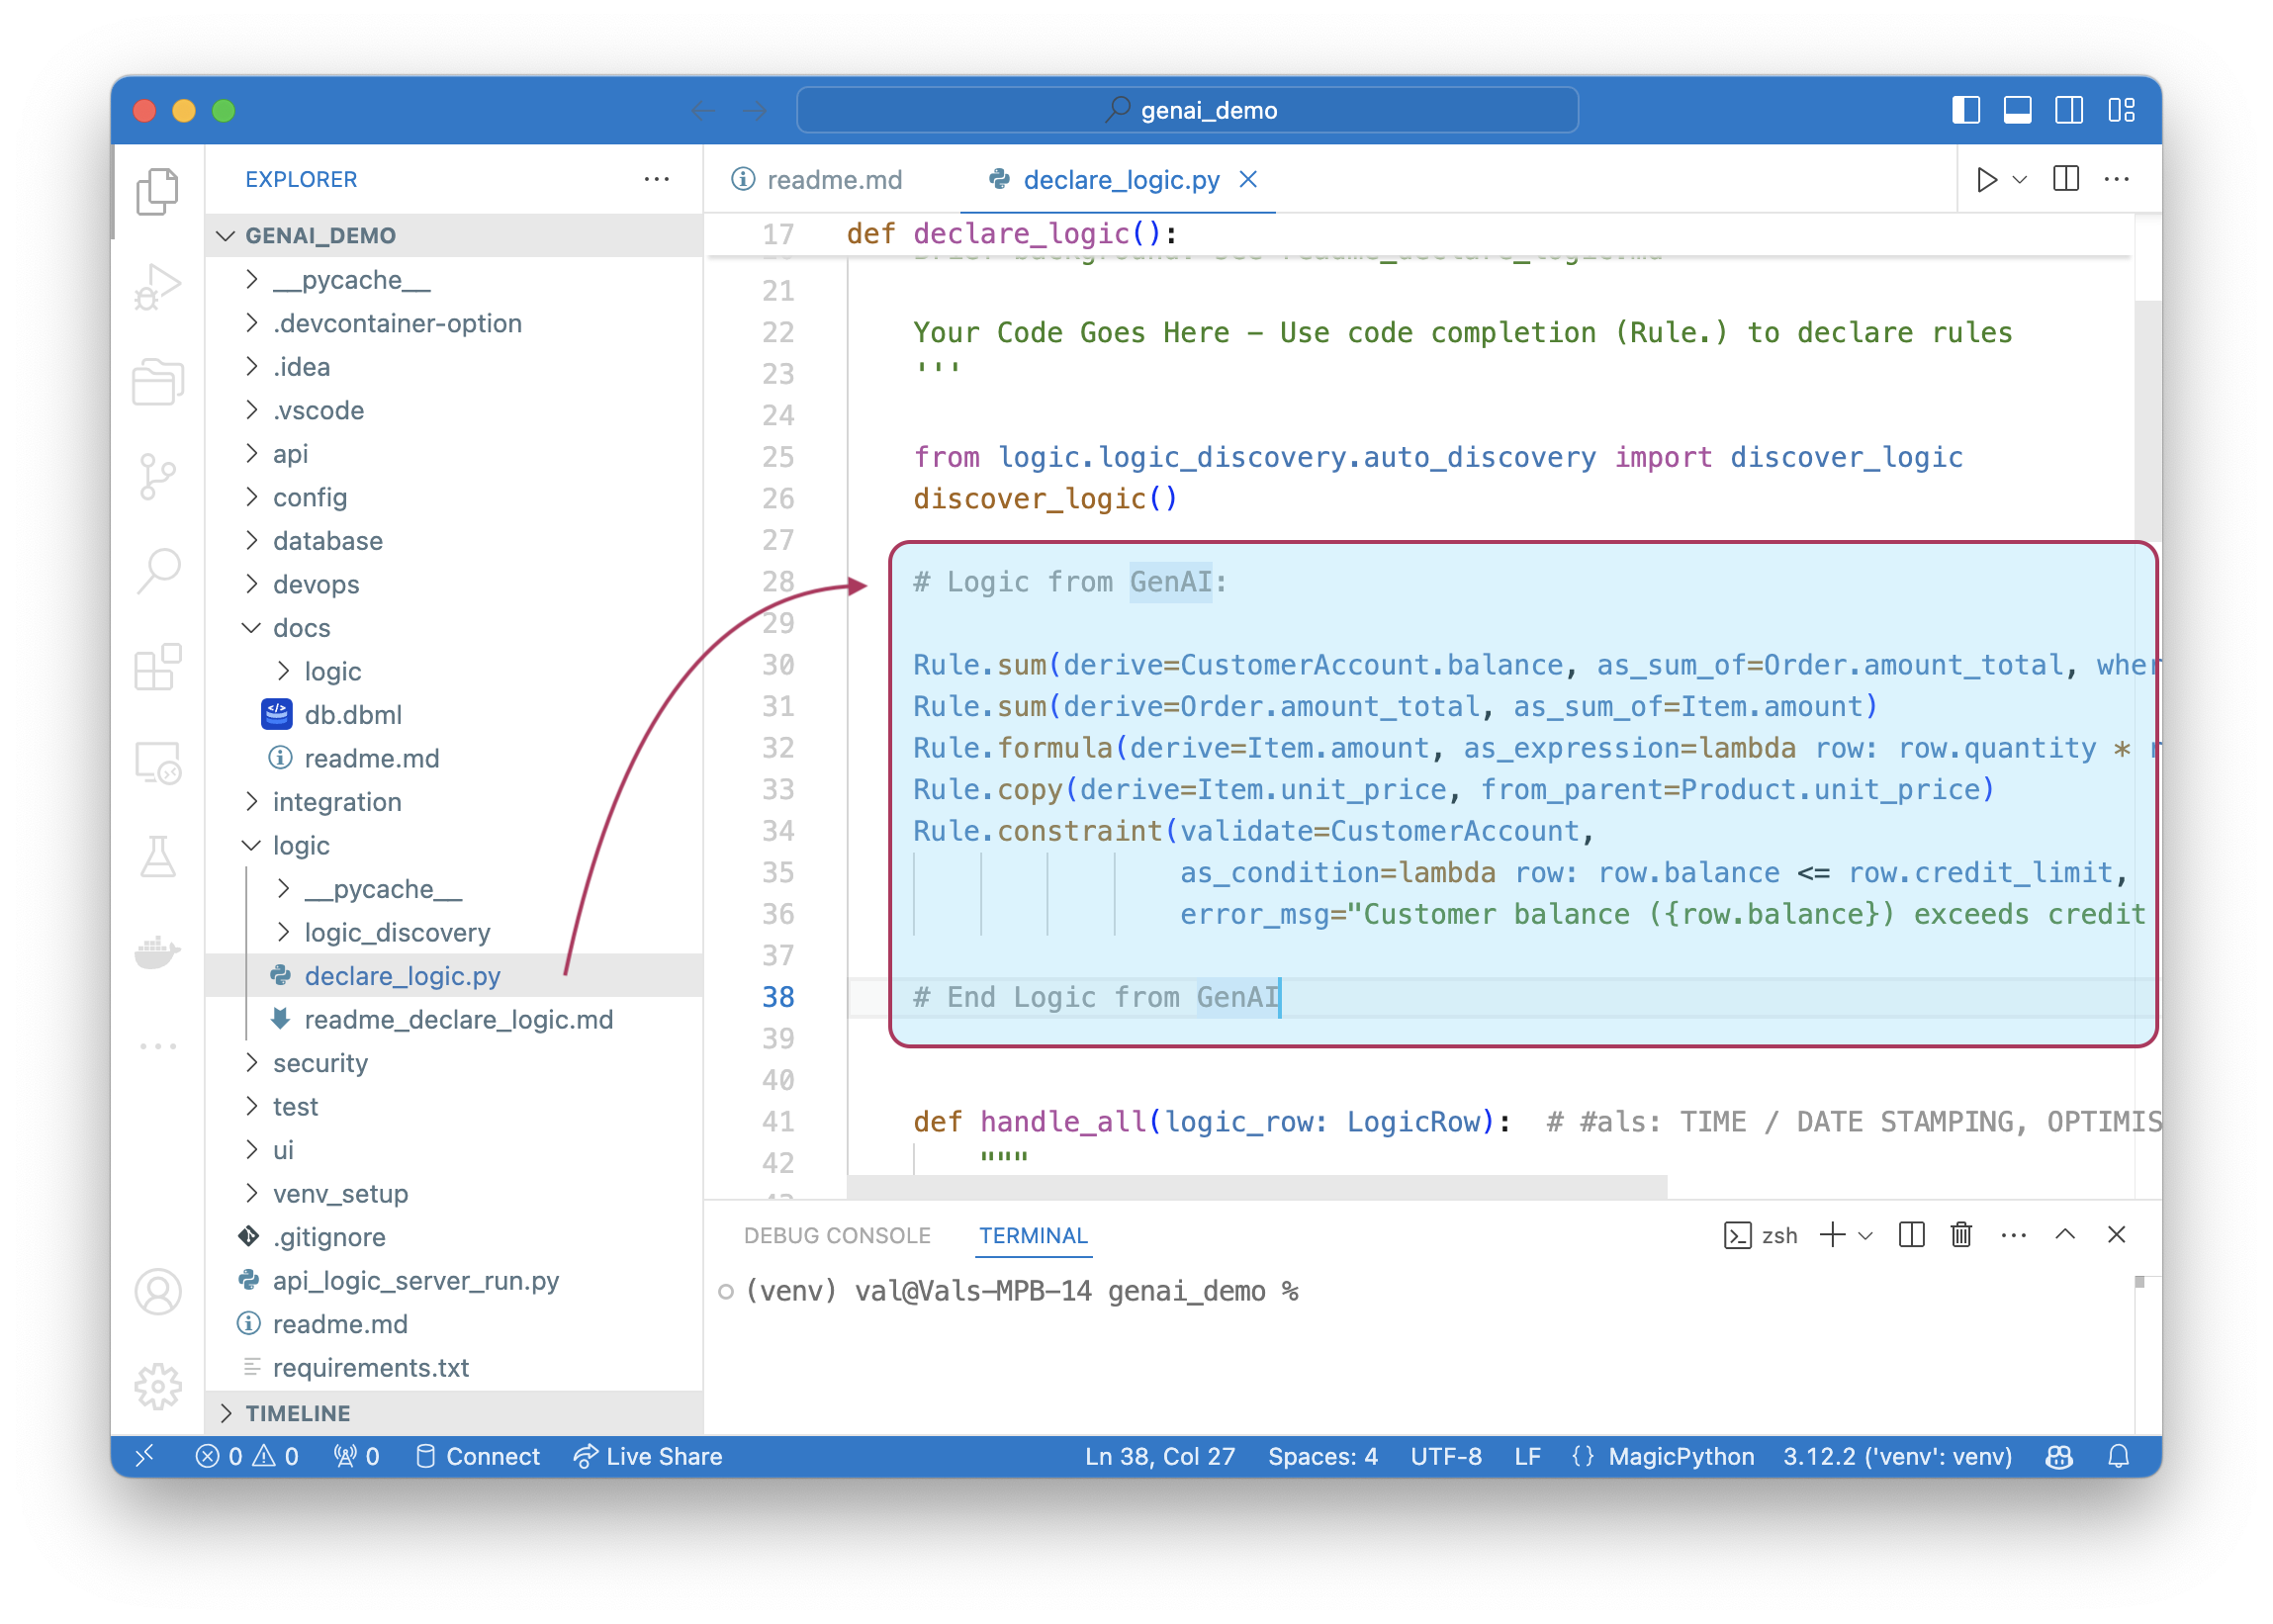 genai_demo
EXPLORER
GENAI_DEMO
__pycache__
.devcontainer-option
.idea
.vscode
api
config
database
devops
docs
logic
db.dbml
readme.md
integration
logic
__pycache__
logic_discovery
declare_logic.py
readme_declare_logic.md
security
test
ui
venv_setup
.gitignore
api_logic_server_run.py
readme.md
requirements.txt
TIMELINE
readme.md
declare_logic.py
17 def declare_logic():
21
22 Your Code Goes Here - Use code completion (Rule.) to declare rules
23 '''
24
25 from logic.logic_discovery.auto_discovery import discover_logic
26 discover_logic()
27
28 # Logic from GenAI:
29
30 Rule.sum(derive=CustomerAccount.balance, as_sum_of=Order.amount_total, wher
31 Rule.sum(derive=Order.amount_total, as_sum_of=Item.amount)
32 Rule.formula(derive=Item.amount, as_expression=lambda row: row.quantity *
33 Rule.copy(derive=Item.unit_price, from_parent=Product.unit_price)
34 Rule.constraint(validate=CustomerAccount,
35 as_condition=lambda row: row.balance <= row.credit_limit,
36 error_msg="Customer balance ({row.balance}) exceeds credit
37
38 # End Logic from GenAI
39
40
41 def handle_all(logic_row: LogicRow):  # #als: TIME / DATE STAMPING, OPTIMIS
42 """
DEBUG CONSOLE
TERMINAL
zsh
(venv) val@Vals-MPB-14 genai_demo %
0 0 0 Connect Live Share
Ln 38, Col 27 Spaces: 4 UTF-8 LF {} MagicPython 3.12.2 ('venv': venv)